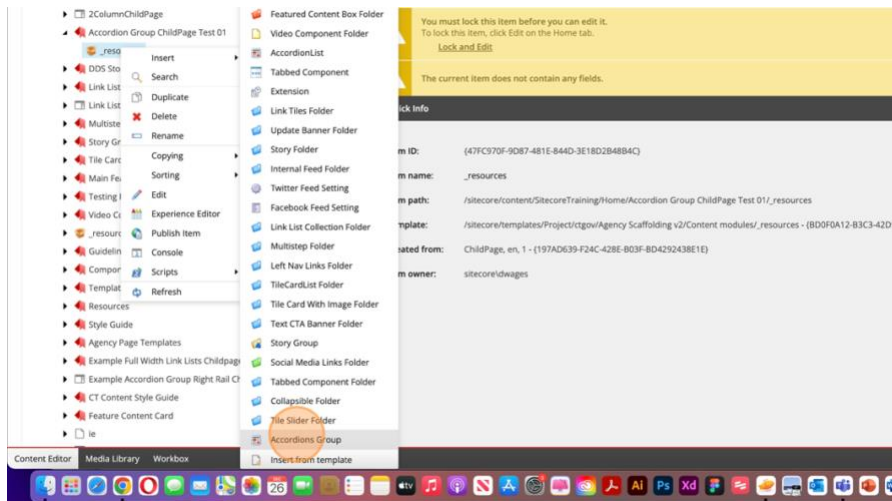 2ColumnChildPage
Accordion Group ChildPage Test 01
_reso
DDS Sto
Link List
Link List
Multiste
Story Gr
Tile Card
Main Fe
Testing
Video Co
_resourc
Guidelin
Compor
Templat
Resources
Style Guide
Agency Page Templates
Example Full Width Link Lists Childpage
Example Accordion Group Right Rail Ch
CT Content Style Guide
Feature Content Card
ie
Insert
Search
Duplicate
Delete
Rename
Copying
Sorting
Edit
Experience Editor
Publish Item
Console
Scripts
Refresh
Featured Content Box Folder
Video Component Folder
AccordionList
Tabbed Component
Extension
Link Tiles Folder
Update Banner Folder
Story Folder
Internal Feed Folder
Twitter Feed Setting
Facebook Feed Setting
Link List Collection Folder
Multistep Folder
Left Nav Links Folder
TileCardList Folder
Tile Card With Image Folder
Text CTA Banner Folder
Story Group
Social Media Links Folder
Tabbed Component Folder
Collapsible Folder
Tile Slider Folder
Accordions Group
Insert from template
You must lock this item before you can edit it.
To lock this item, click Edit on the Home tab.
Lock and Edit
The current item does not contain any fields.
ick Info
m ID: {47FC970F-9D87-481E-844D-3E18D2B48B4C}
m name: _resources
m path: /sitecore/content/SitecoreTraining/Home/Accordion Group ChildPage Test 01/_resources
mplate: /sitecore/templates/Project/ctgov/Agency Scaffolding v2/Content modules/_resources - {BD0F0A12-B3C3-42D
eated from: ChildPage, en, 1 - {197AD639-F24C-428E-B03F-BD4292438E1E}
m owner: sitecore\dwages
Content Editor Media Library Workbox
26
tv
Ai
Ps
Xd